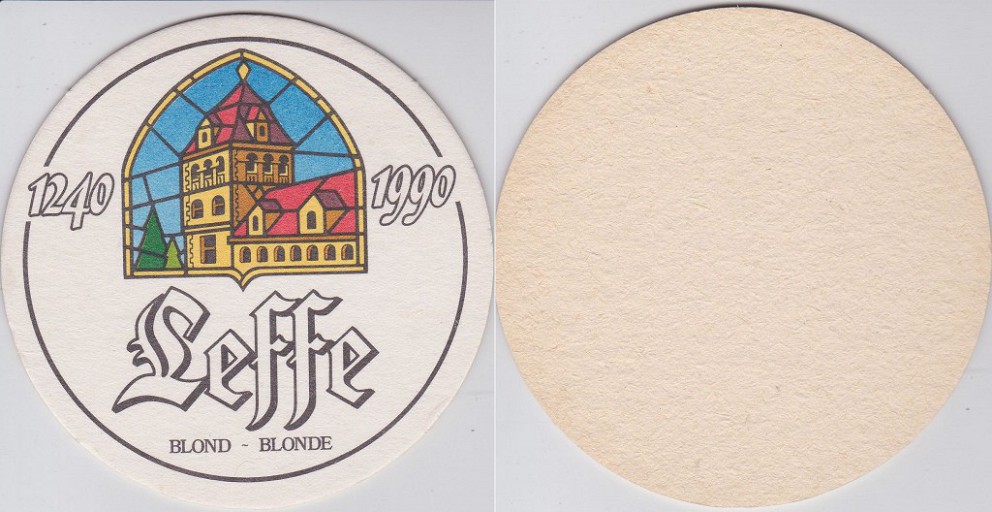 1240 1990
Leffe
BLOND ~ BLONDE